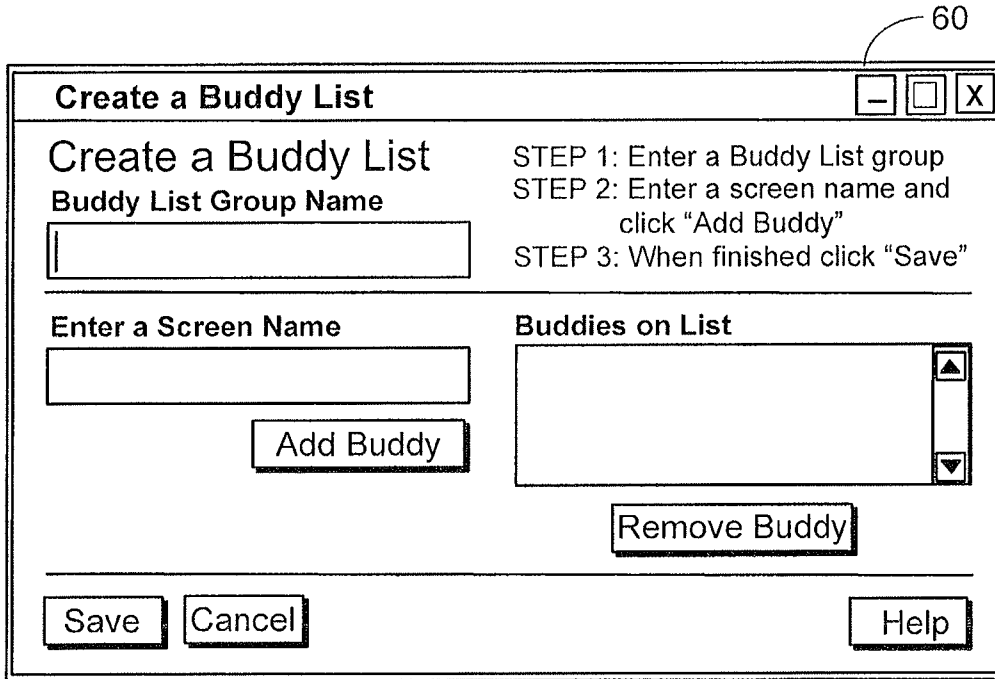 60
Create a Buddy List
X
Create a Buddy List
Buddy List Group Name
STEP 1: Enter a Buddy List group
STEP 2: Enter a screen name and
click “Add Buddy”
STEP 3: When finished click “Save”
Enter a Screen Name
Add Buddy
Buddies on List
Remove Buddy
Save
Cancel
Help